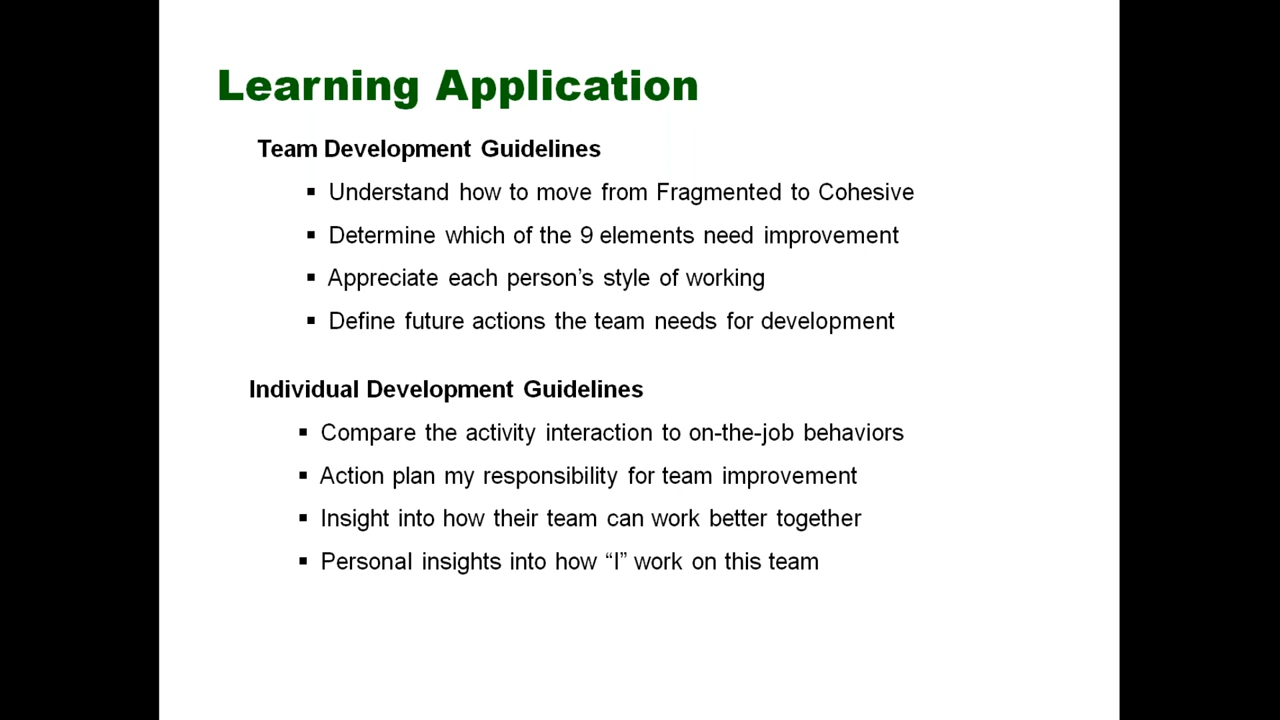 Learning Application
Team Development Guidelines
▪ Understand how to move from Fragmented to Cohesive
▪ Determine which of the 9 elements need improvement
▪ Appreciate each person’s style of working
▪ Define future actions the team needs for development
Individual Development Guidelines
▪ Compare the activity interaction to on-the-job behaviors
▪ Action plan my responsibility for team improvement
▪ Insight into how their team can work better together
▪ Personal insights into how “I” work on this team